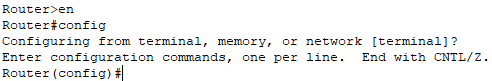 Router>en
Router#config
Configuring from terminal, memory, or network [terminal]?
Enter configuration commands, one per line.  End with CNTL/Z.
Router(config)#